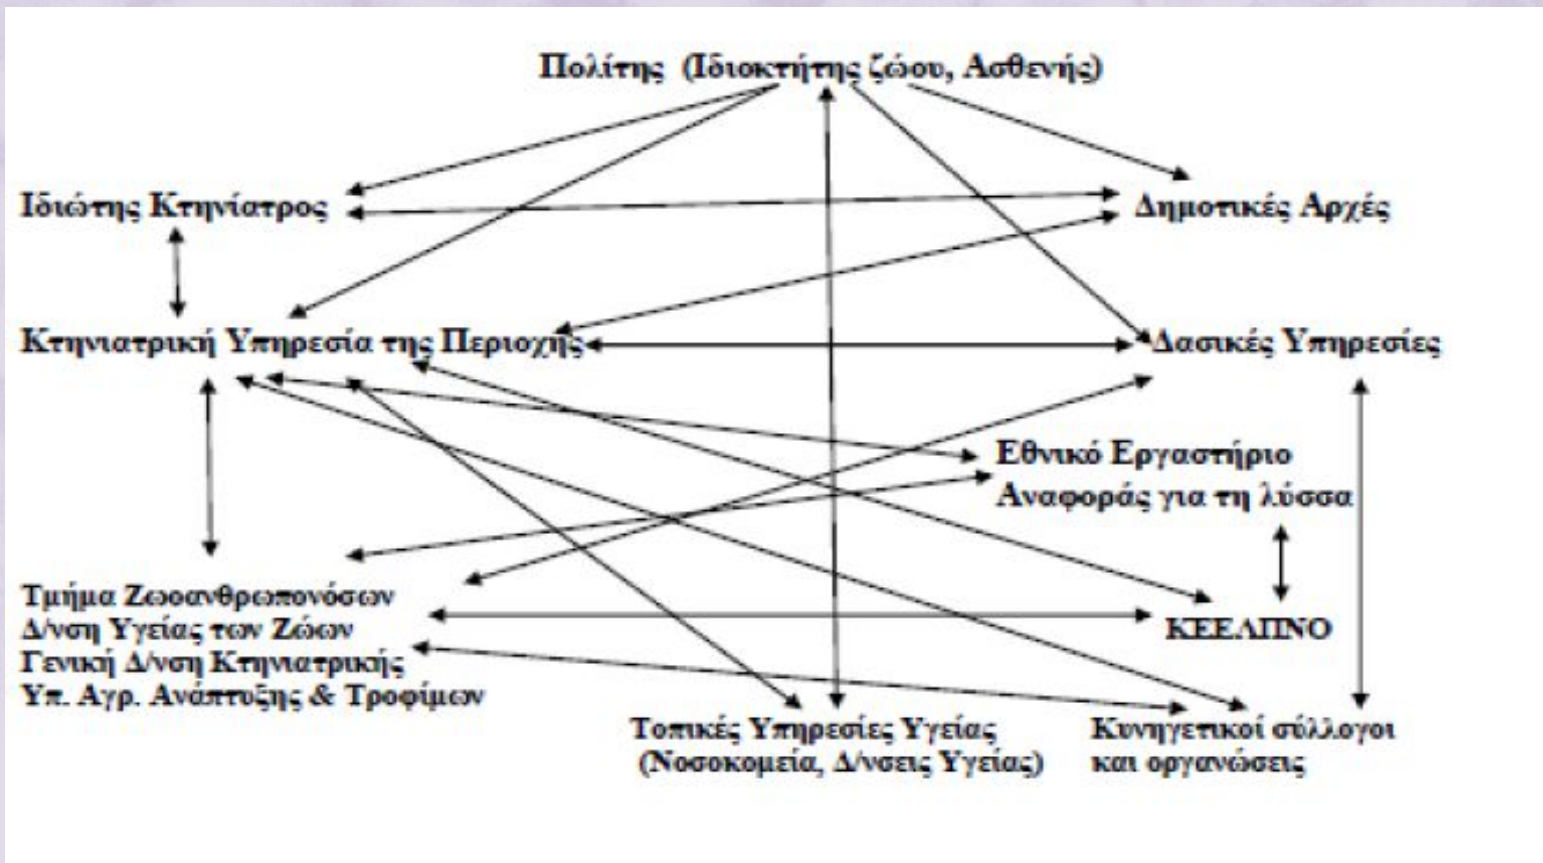 Πολίτης (Ιδιοκτήτης ζώου, Ασθενής)
Ιδιώτης Κτηνίατρος
Δημοτικές Αρχές
Κτηνιατρική Υπηρεσία της Περιοχής
Δασικές Υπηρεσίες
Εθνικό Εργαστήριο
Αναφοράς για τη λύσσα
Τμήμα Ζωοανθρωπονόσων
Δ/νση Υγείας των Ζώων
Γενική Δ/νση Κτηνιατρικής
Υπ. Αγρ. Ανάπτυξης & Τροφίμων
ΚΕΕΛΠΝΟ
Τοπικές Υπηρεσίες Υγείας
(Νοσοκομεία, Δ/νσεις Υγείας)
Κυνηγετικοί σύλλογοι
και οργανώσεις